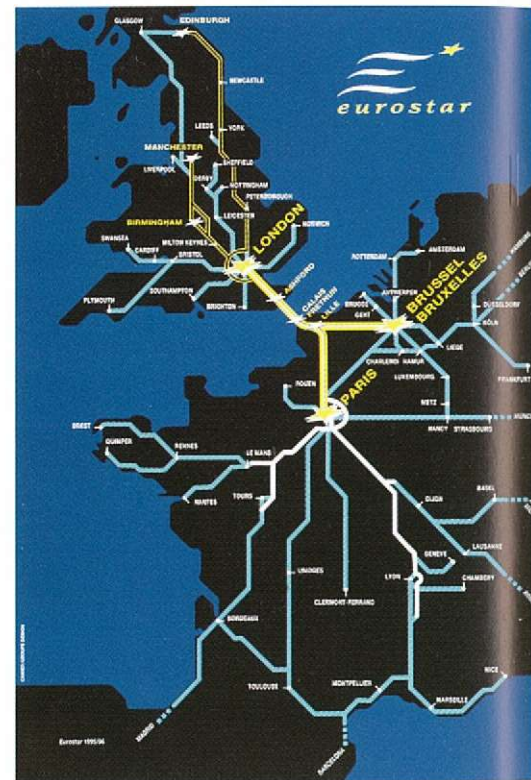 GLASGOW
EDINBURGH
eurostar
NEWCASTLE
LEEDS
YORK
MANCHESTER
LIVERPOOL
SHEFFIELD
DERBY
NOTTINGHAM
PETERBOROUGH
BIRMINGHAM
LEICESTER
NORWICH
MILTON KEYNES
LONDON
SWANSEA
CARDIFF
BRISTOL
AMSTERDAM
ROTTERDAM
PLYMOUTH
SOUTHAMPTON
BRIGHTON
ASHFORD
CALAIS
FRETHUN
LILLE
ANTWERPEN
BRUGGE
GENT
BRUSSEL
BRUXELLES
DÜSSELDORF
KÖLN
LIEGE
CHARLEROI
NAMUR
LUXEMBOURG
FRANKFURT
ROUEN
PARIS
METZ
NANCY
STRASBOURG
BREST
QUIMPER
RENNES
LE MANS
NANTES
TOURS
DIJON
BASEL
LAUSANNE
GENEVE
LYON
CHAMBERY
LIMOGES
CLERMONT-FERRAND
BORDEAUX
TOULOUSE
MONTPELLIER
MARSEILLE
NICE
MADRID
BARCELONA
Eurostar 1995/96